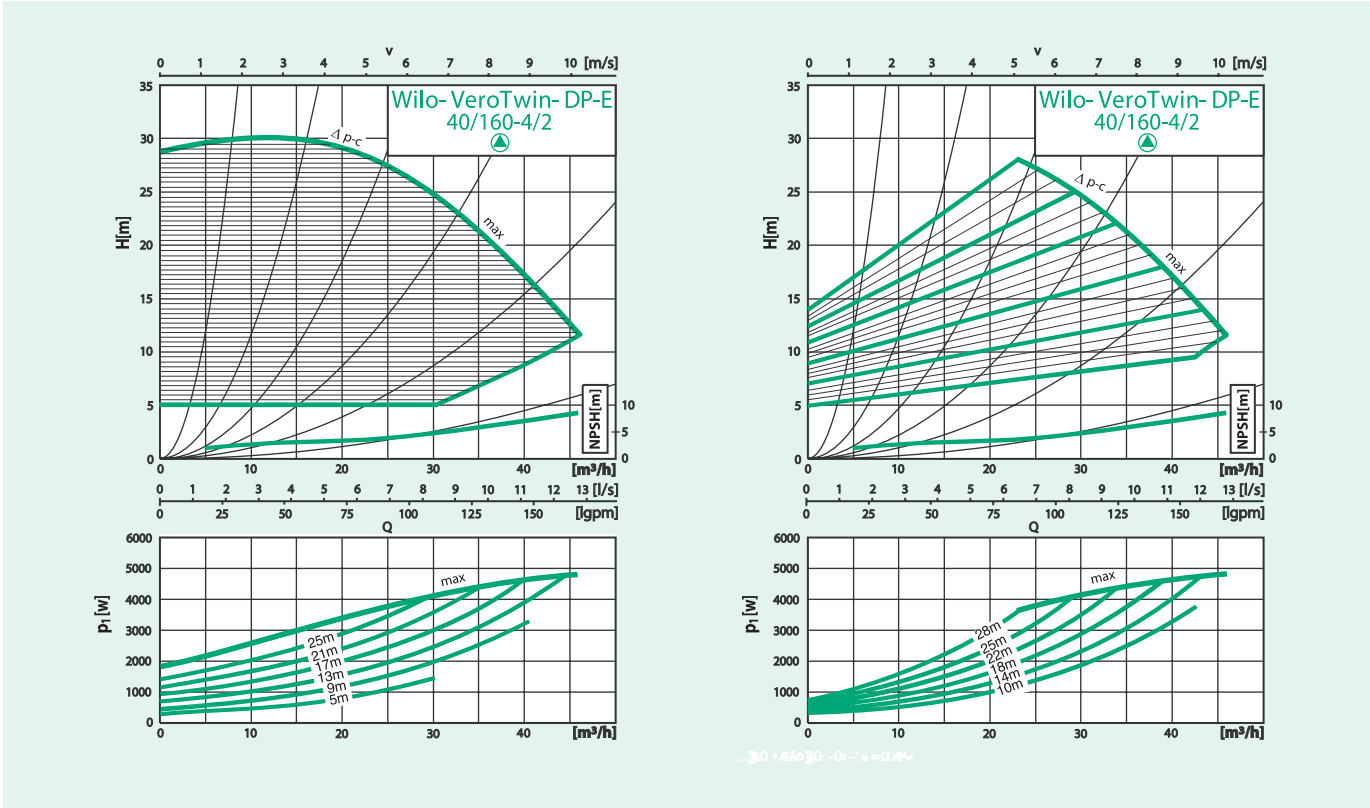 v
0 1 2 3 4 5 6 7 8 9 10 [m/s]
35
30
25
20
15
10
5
0
H[m]
Wilo-VeroTwin-DP-E
40/160-4/2
Δ p-c
max
NPSH[m]
10
5
0
0 10 20 30 40 [m³/h]
0 1 2 3 4 5 6 7 8 9 10 11 12 13 [l/s]
0 25 50 75 100 125 150 [lgpm]
Q
6000
5000
4000
3000
2000
1000
0
p1[w]
max
25m
21m
17m
13m
9m
5m
0 10 20 30 40 [m³/h]
v
0 1 2 3 4 5 6 7 8 9 10 [m/s]
35
30
25
20
15
10
5
0
H[m]
Wilo-VeroTwin-DP-E
40/160-4/2
Δ p-c
max
NPSH[m]
10
5
0
0 10 20 30 40 [m³/h]
0 1 2 3 4 5 6 7 8 9 10 11 12 13 [l/s]
0 25 50 75 100 125 150 [lgpm]
Q
6000
5000
4000
3000
2000
1000
0
p1[w]
max
28m
25m
22m
18m
14m
10m
0 10 20 30 40 [m³/h]